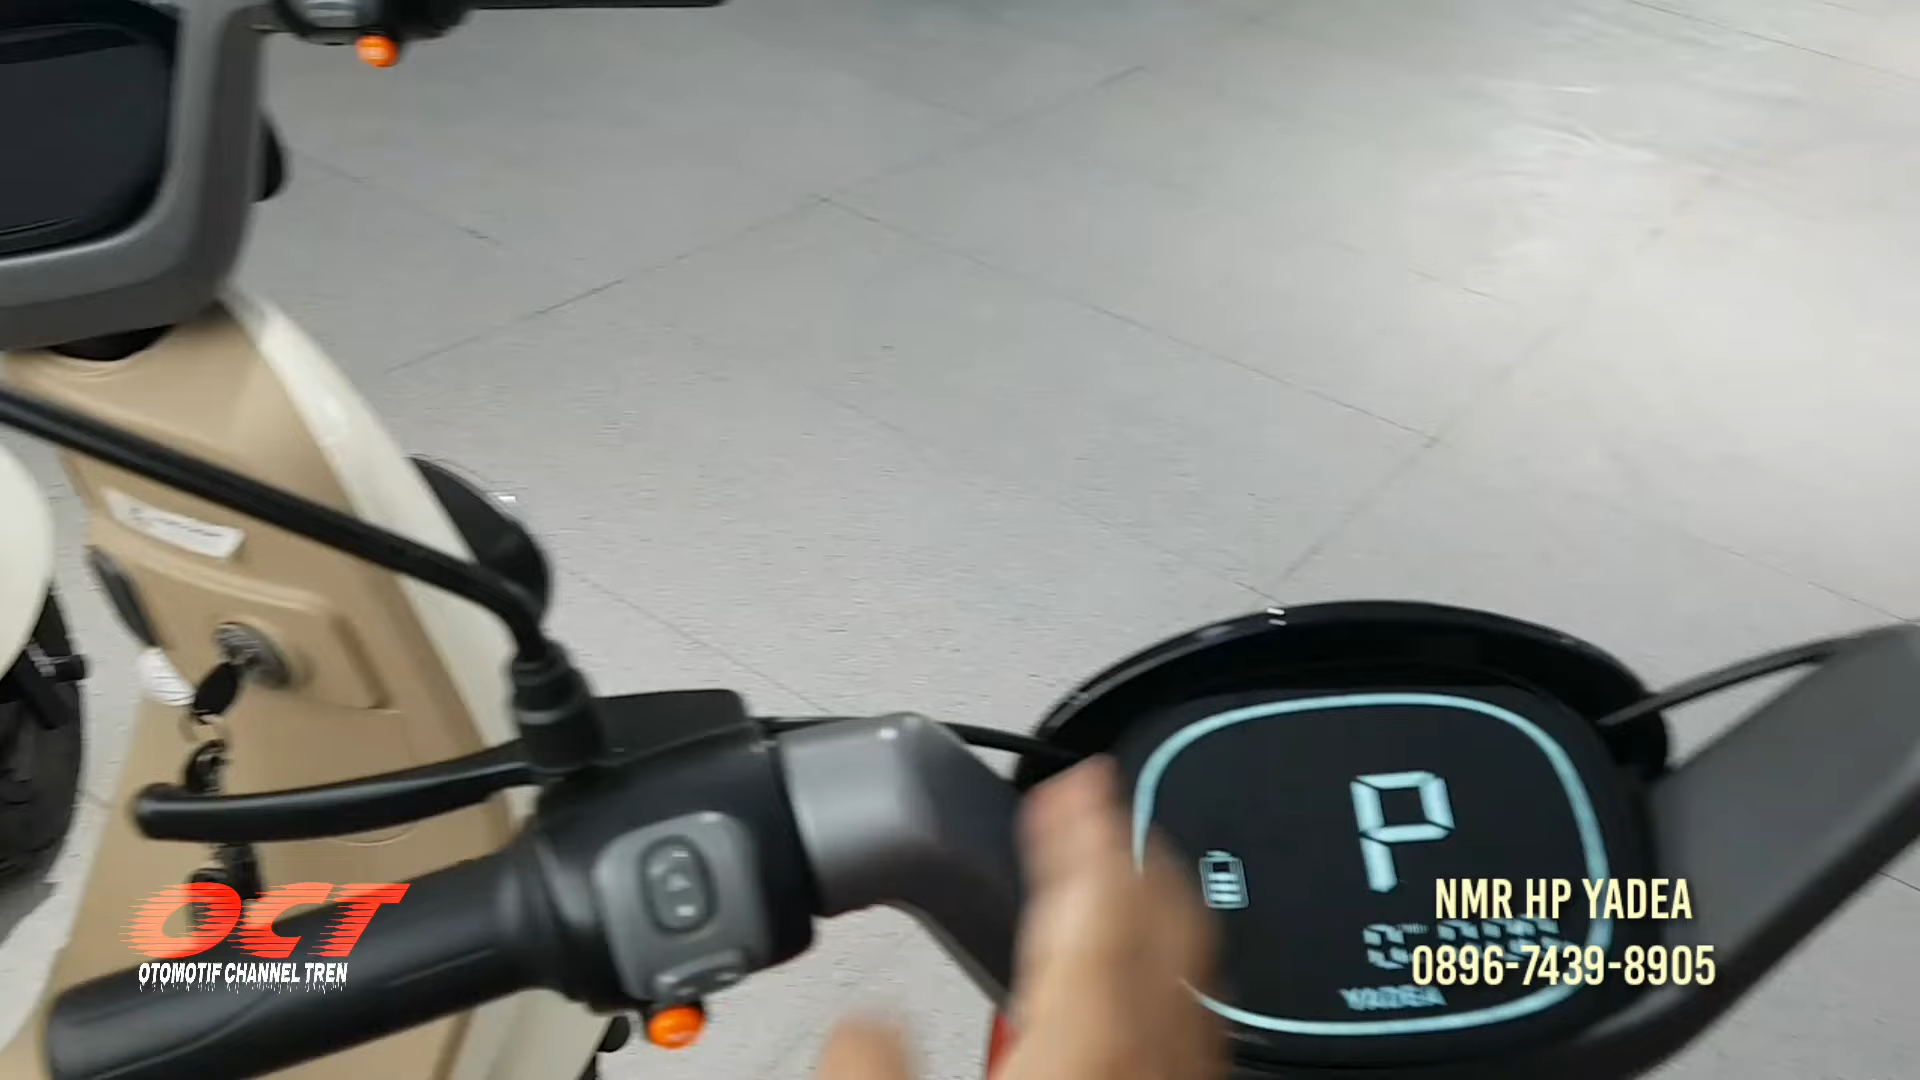 P
NMR HP YADEA
0896-7439-8905
YADEA
OCT
OTOMOTIF CHANNEL TREN